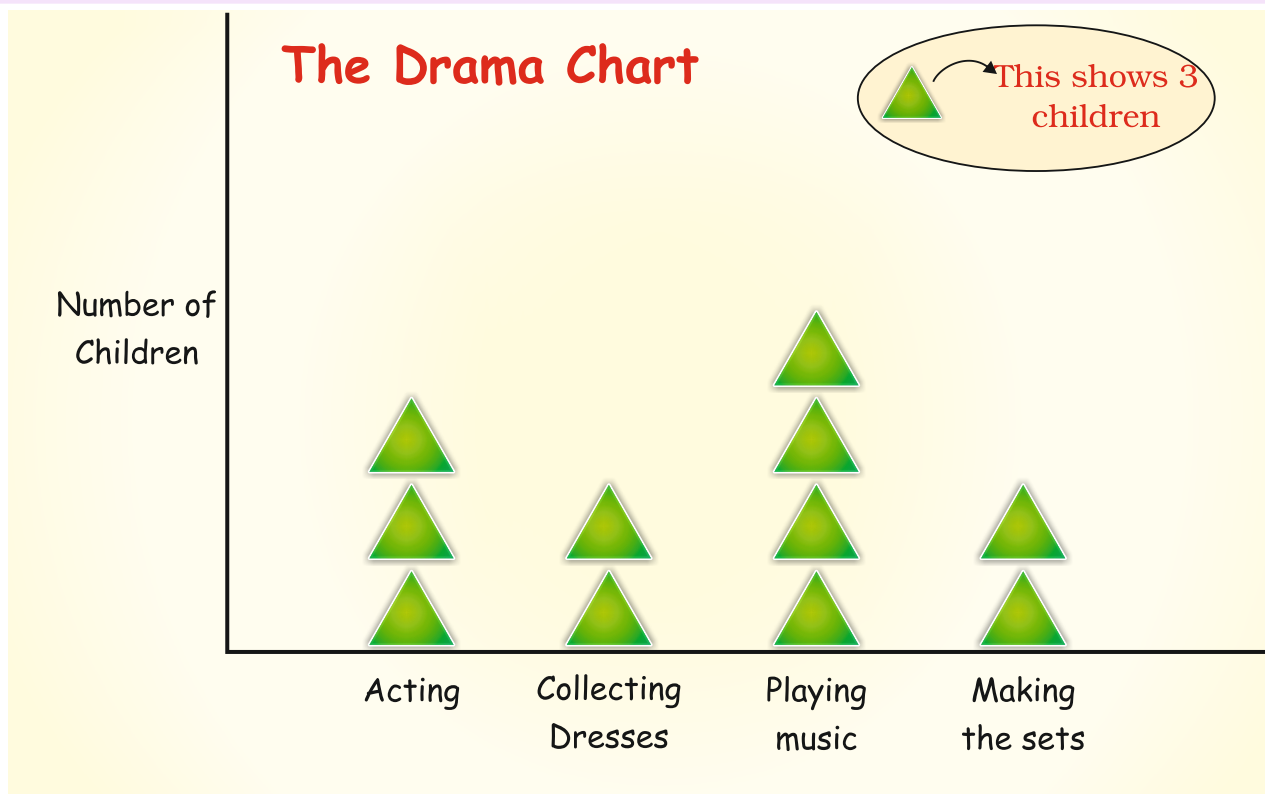 The Drama Chart
This shows 3
children
Number of
Children
Acting
Collecting
Dresses
Playing
music
Making
the sets